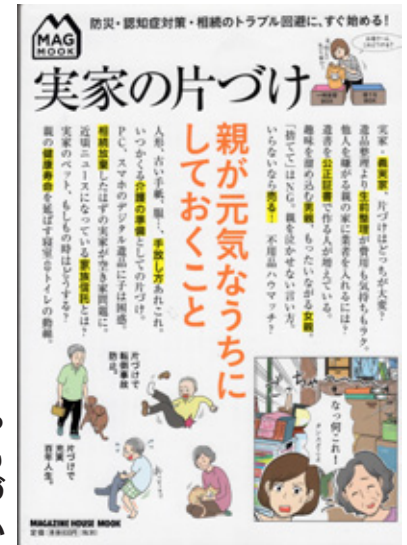 MAG
MOOK
防災・認知症対策・相続のトラブル回避に、すぐ始める！
実家の片づけ
親が元気なうちに
しておくこと
実家・義実家、片づけはどっちが大変？
遺品整理より生前整理が費用も気持ちもラク。
他人を嫌がる親の家に業者を入れるには？
遺書を公正証書で作る人が増えている。
趣味を溜め込む男親、もったいながる女親。
「捨てて」はNG。親を泣かせない言い方。
いらないなら売る！ 不用品ハウマッチ？
人形、古い手紙、服…、手放し方あれこれ。
いつかくる介護の準備としての片づけ。
PC、スマホのデジタル遺品に子は困惑。
相続放棄したはずの実家が空き家問題に。
近頃ニュースになっている家族信託とは？
実家のペット、もしもの時はどうする？
親の健康寿命を延ばす寝室⇔トイレの動線。
片づけで
転倒事故
防止。
片づけで
充実
百年人生。
なっ何これ！
MAGAZINE HOUSE MOOK